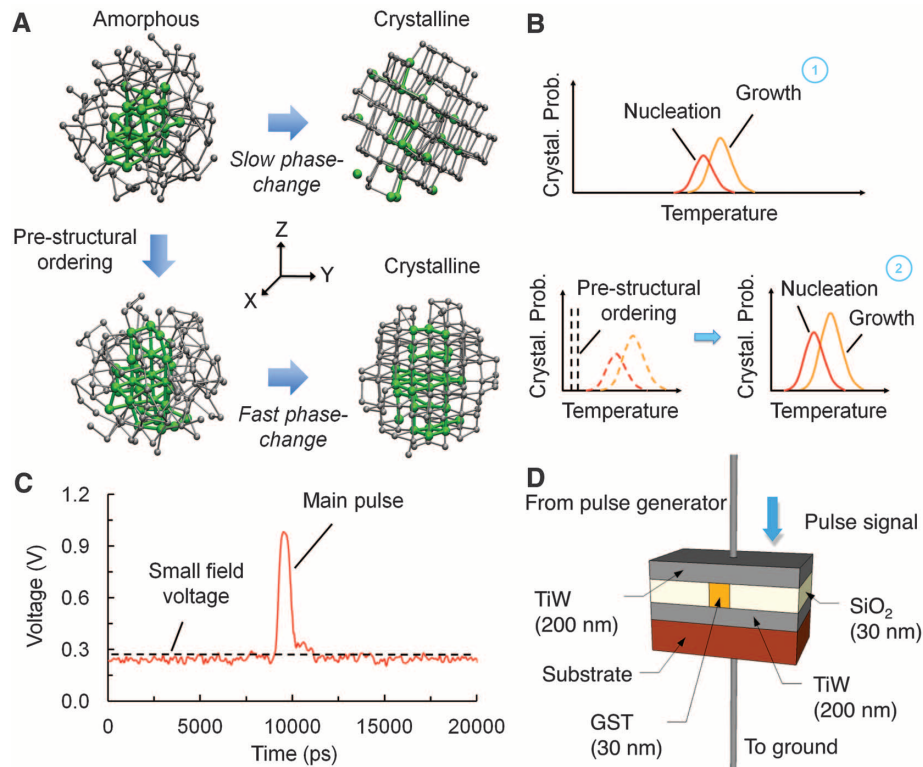 A
Amorphous
Crystalline
Slow phase-
change
Pre-structural
ordering
Z
Y
X
Crystalline
Fast phase-
change
B
1
Crystal. Prob.
Nucleation
Growth
Temperature
2
Crystal. Prob.
Pre-structural
ordering
Temperature
Crystal. Prob.
Nucleation
Growth
Temperature
C
Voltage (V)
1.2
0.9
0.6
0.3
0.0
Main pulse
Small field
voltage
0
5000
10000
15000
20000
Time (ps)
D
From pulse generator
Pulse signal
TiW
(200 nm)
SiO2
(30 nm)
Substrate
TiW
(200 nm)
GST
(30 nm)
To ground